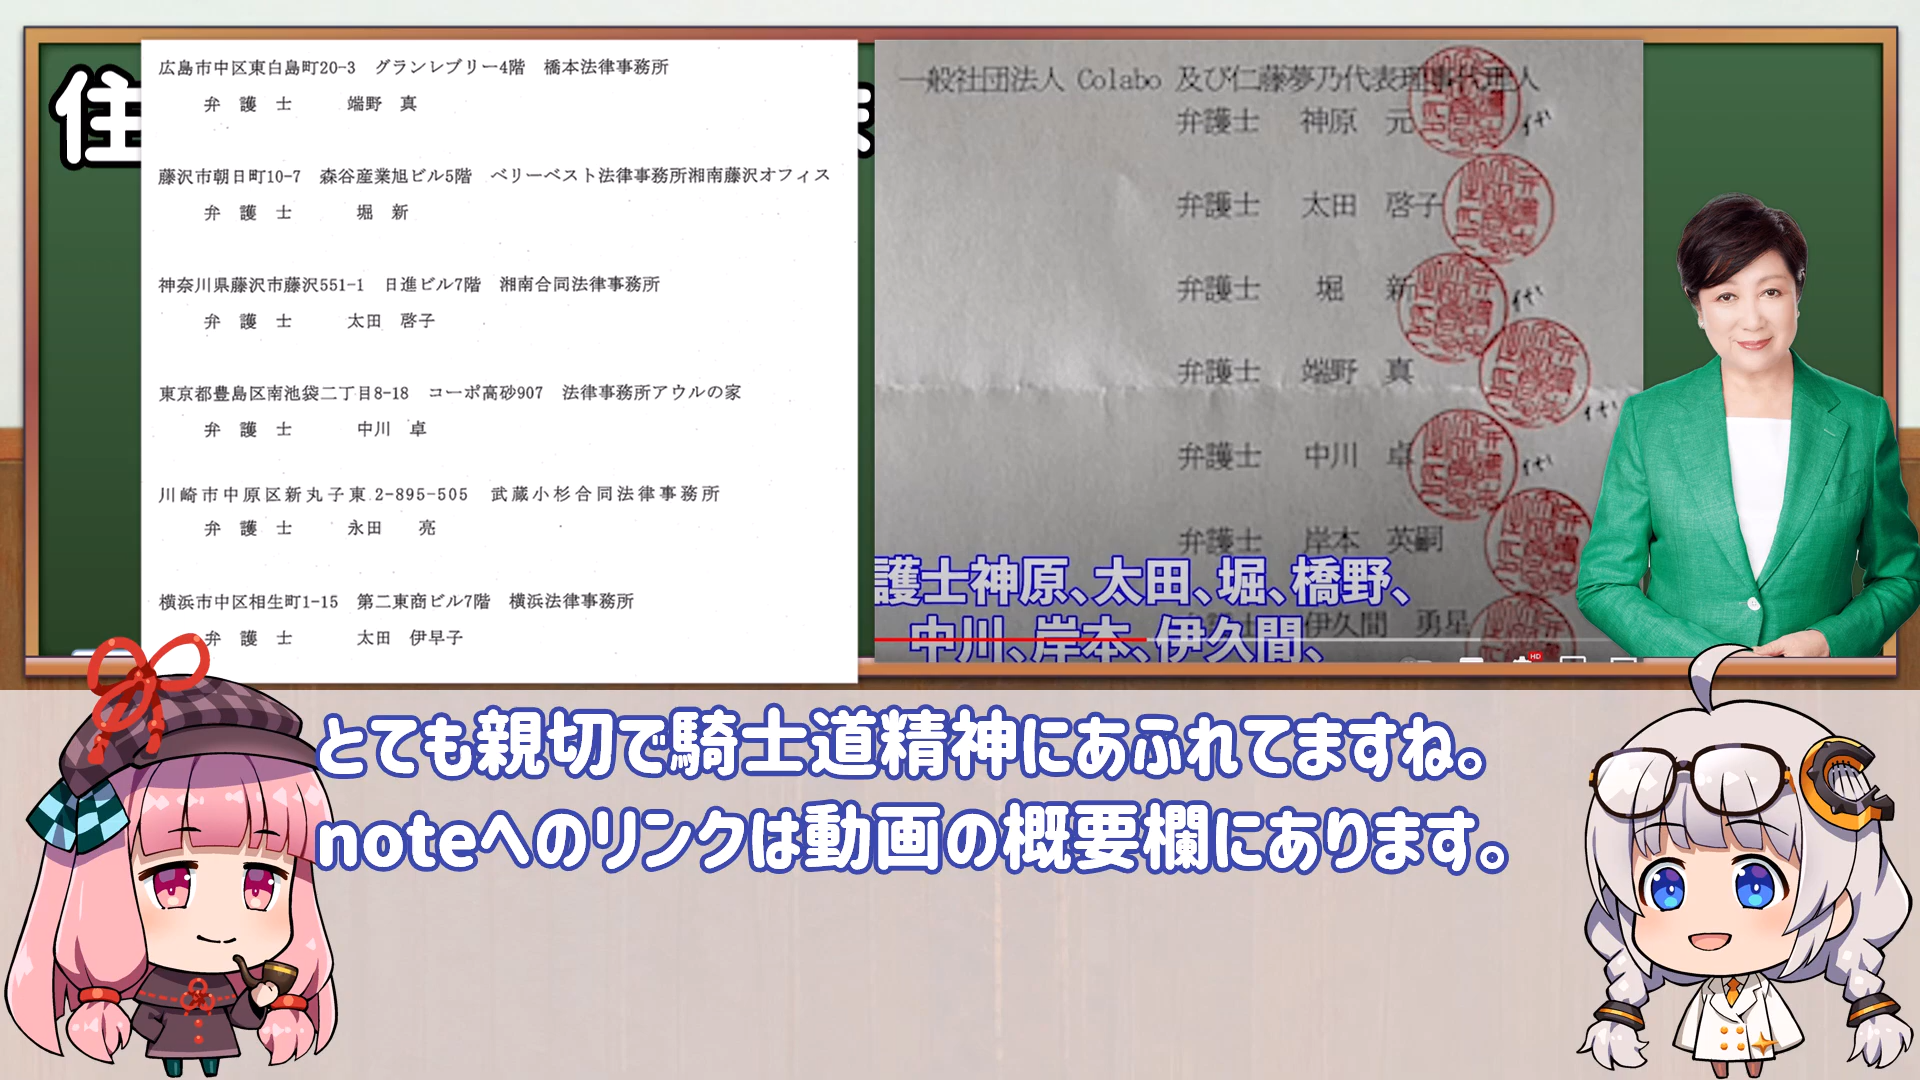 住
広島市中区東白島町20-3 グランレブリー4階 橋本法律事務所
弁 護 士 端野 真
藤沢市朝日町10-7 森谷産業旭ビル5階 ベリーベスト法律事務所湘南藤沢オフィス
弁 護 士 堀 新
神奈川県藤沢市藤沢551-1 日進ビル7階 湘南合同法律事務所
弁 護 士 太田 啓子
東京都豊島区南池袋二丁目8-18 コーポ高砂907 法律事務所アウルの家
弁 護 士 中川 卓
川崎市中原区新丸子東2-895-505 武蔵小杉合同法律事務所
弁 護 士 永田 亮
横浜市中区相生町1-15 第二東商ビル7階 横浜法律事務所
弁 護 士 太田 伊早子
一般社団法人 Colabo 及び仁藤夢乃代表理事代理人
弁護士 神原 元 代
弁護士 太田 啓子
弁護士 堀 新 代
弁護士 端野 真 代
弁護士 中川 卓 代
弁護士 岸本 英嗣
伊久間 勇星
護士神原、太田、堀、橋野、
中川、岸本、伊久間、
HD
とても親切で騎士道精神にあふれてますね。
noteへのリンクは動画の概要欄にあります。